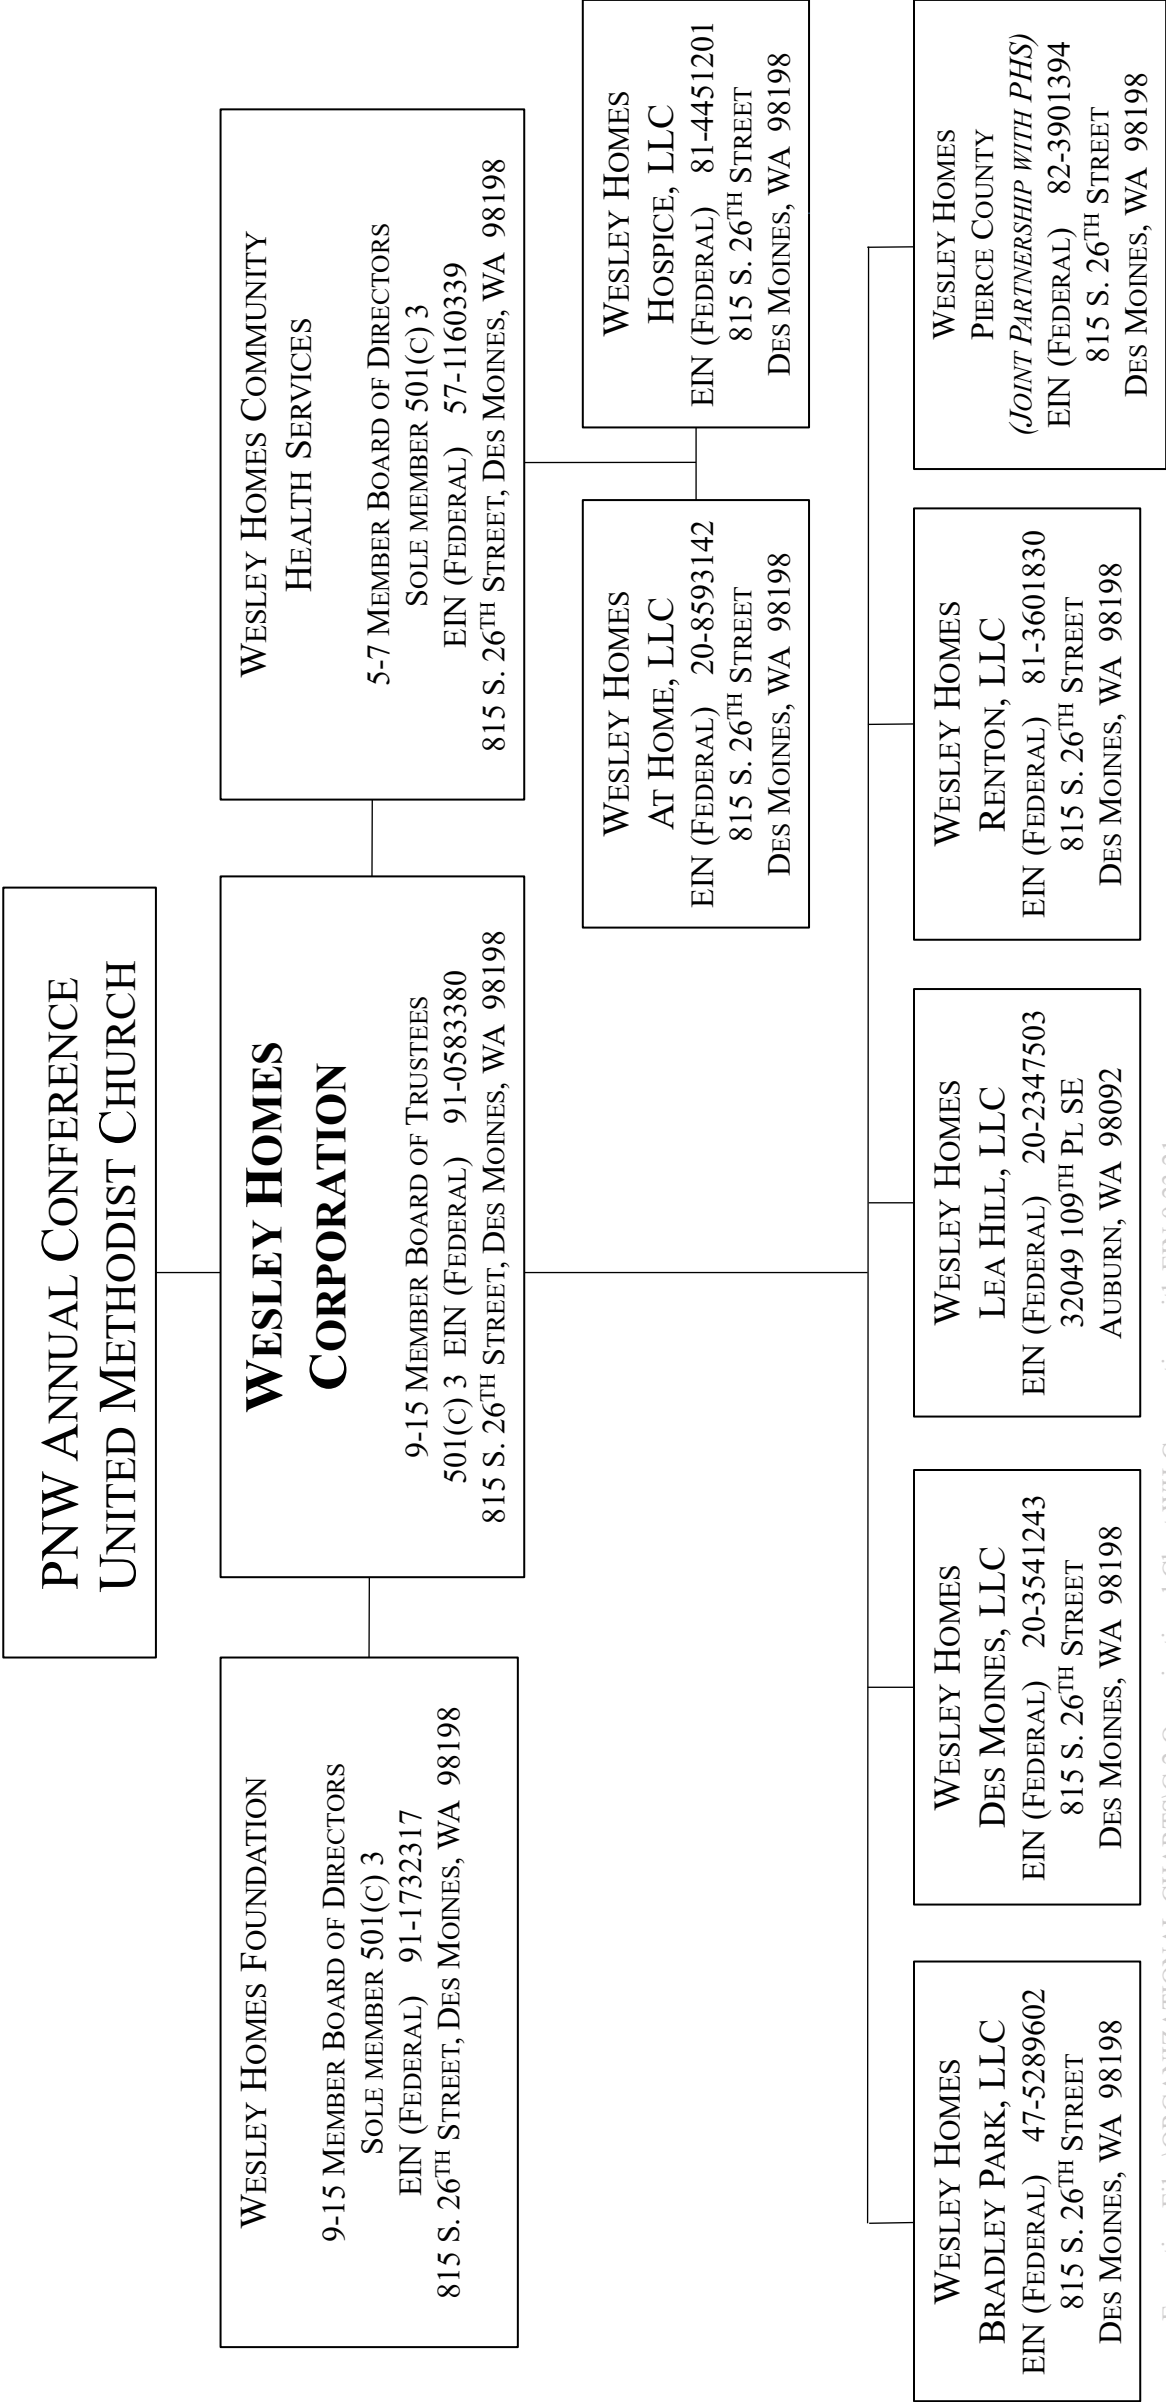 PNW ANNUAL CONFERENCE
UNITED METHODIST CHURCH
WESLEY HOMES FOUNDATION
9-15 MEMBER BOARD OF DIRECTORS
SOLE MEMBER 501(C) 3
EIN (FEDERAL) 91-1732317
815 S. 26TH STREET, DES MOINES, WA 98198
WESLEY HOMES
CORPORATION
9-15 MEMBER BOARD OF TRUSTEES
501(C) 3 EIN (FEDERAL) 91-0583380
815 S. 26TH STREET, DES MOINES, WA 98198
WESLEY HOMES COMMUNITY
HEALTH SERVICES
5-7 MEMBER BOARD OF DIRECTORS
SOLE MEMBER 501(C) 3
EIN (FEDERAL) 57-1160339
815 S. 26TH STREET, DES MOINES, WA 98198
WESLEY HOMES
AT HOME, LLC
EIN (FEDERAL) 20-8593142
815 S. 26TH STREET
DES MOINES, WA 98198
WESLEY HOMES
HOSPICE, LLC
EIN (FEDERAL) 81-4451201
815 S. 26TH STREET
DES MOINES, WA 98198
WESLEY HOMES
BRADLEY PARK, LLC
EIN (FEDERAL) 47-5289602
815 S. 26TH STREET
DES MOINES, WA 98198
WESLEY HOMES
DES MOINES, LLC
EIN (FEDERAL) 20-3541243
815 S. 26TH STREET
DES MOINES, WA 98198
WESLEY HOMES
LEA HILL, LLC
EIN (FEDERAL) 20-2347503
32049 109TH PL SE
AUBURN, WA 98092
WESLEY HOMES
RENTON, LLC
EIN (FEDERAL) 81-3601830
815 S. 26TH STREET
DES MOINES, WA 98198
WESLEY HOMES
PIERCE COUNTY
(JOINT PARTNERSHIP WITH PHS)
EIN (FEDERAL) 82-3901394
815 S. 26TH STREET
DES MOINES, WA 98198